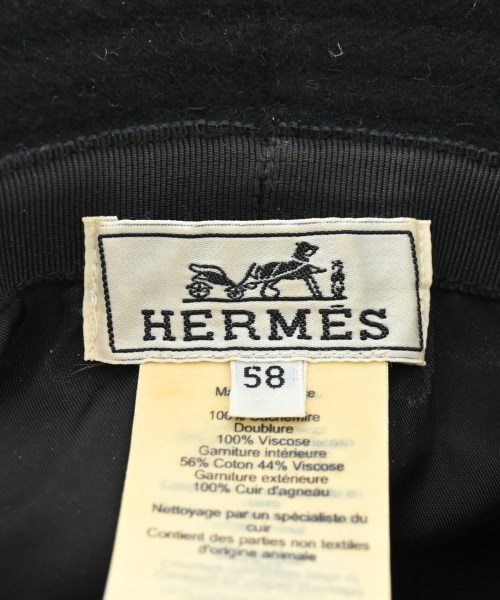 HERMÈS
58
100% Cachemire
Doublure
100% Viscose
Garniture intérieure
56% Coton 44% Viscose
Garniture extérieure
100% Cuir d'agneau
Nettoyage par un spécialiste du
cuir
Contient des parties non textiles
d'origine animale